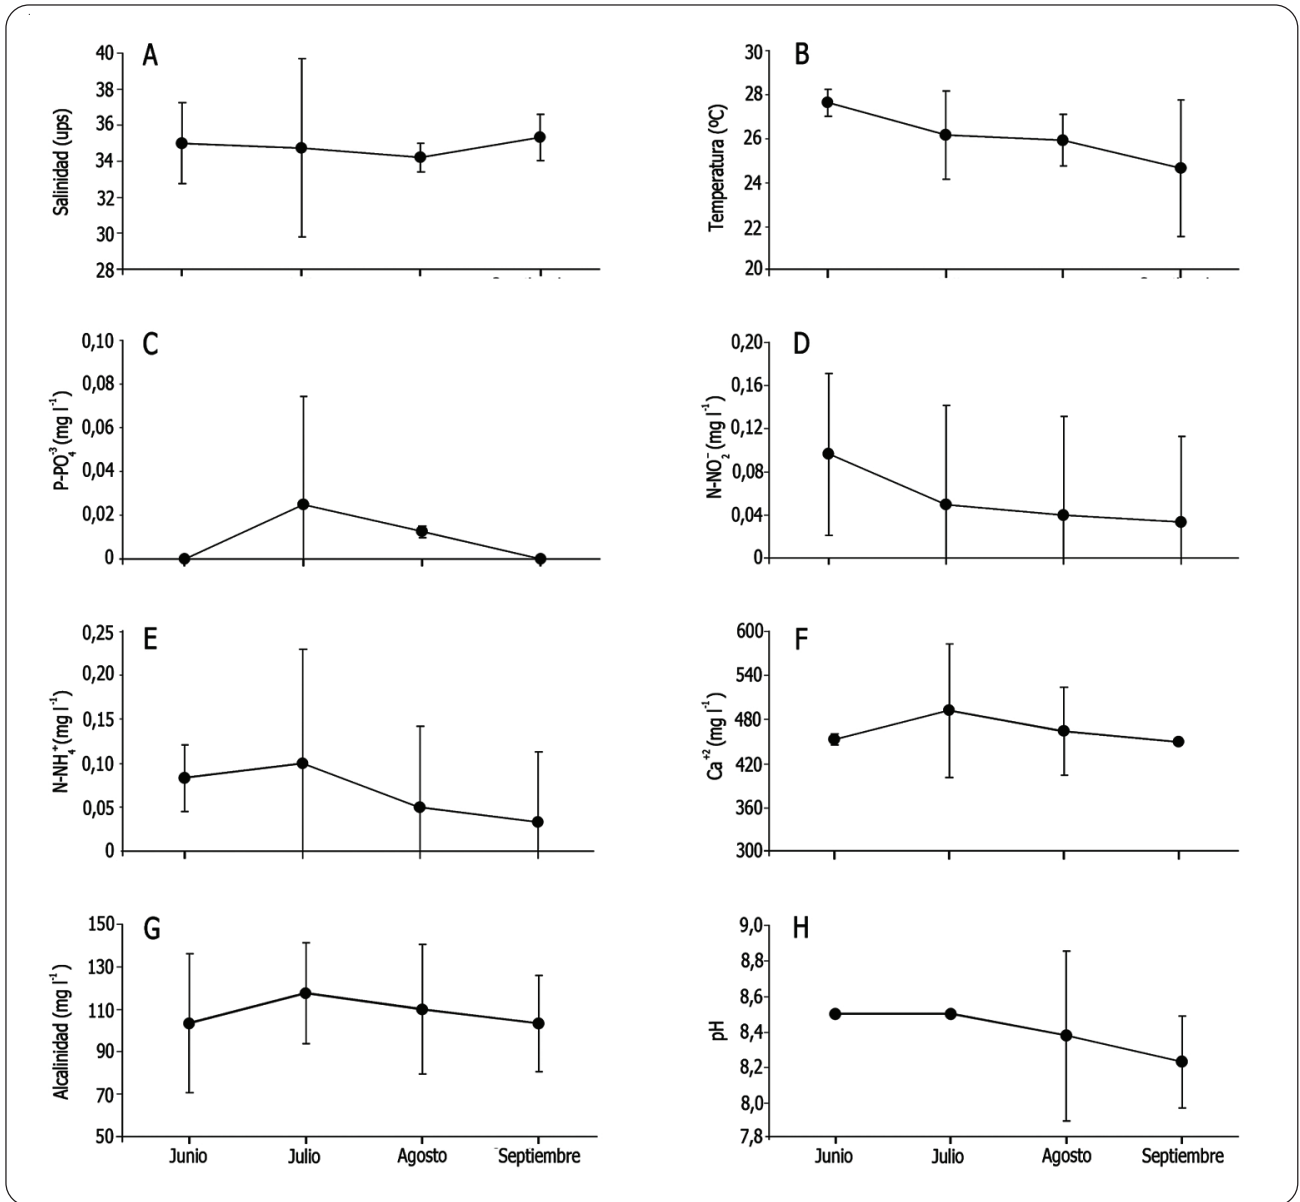 A
Salinidad (ups)
40
38
36
34
32
30
28
B
Temperatura (ºC)
30
28
26
24
22
20
C
P-PO₄⁻³ (mg l⁻¹)
0,10
0,08
0,06
0,04
0,02
0
D
N-NO₂⁻ (mg l⁻¹)
0,20
0,16
0,12
0,08
0,04
0
E
N-NH₄⁺ (mg l⁻¹)
0,25
0,20
0,15
0,10
0,05
0
F
Ca⁺² (mg l⁻¹)
600
540
480
420
360
300
G
Alcalinidad (mg l⁻¹)
150
130
110
90
70
50
Junio Julio Agosto Septiembre
H
pH
9,0
8,8
8,6
8,4
8,2
8,0
7,8
Junio Julio Agosto Septiembre